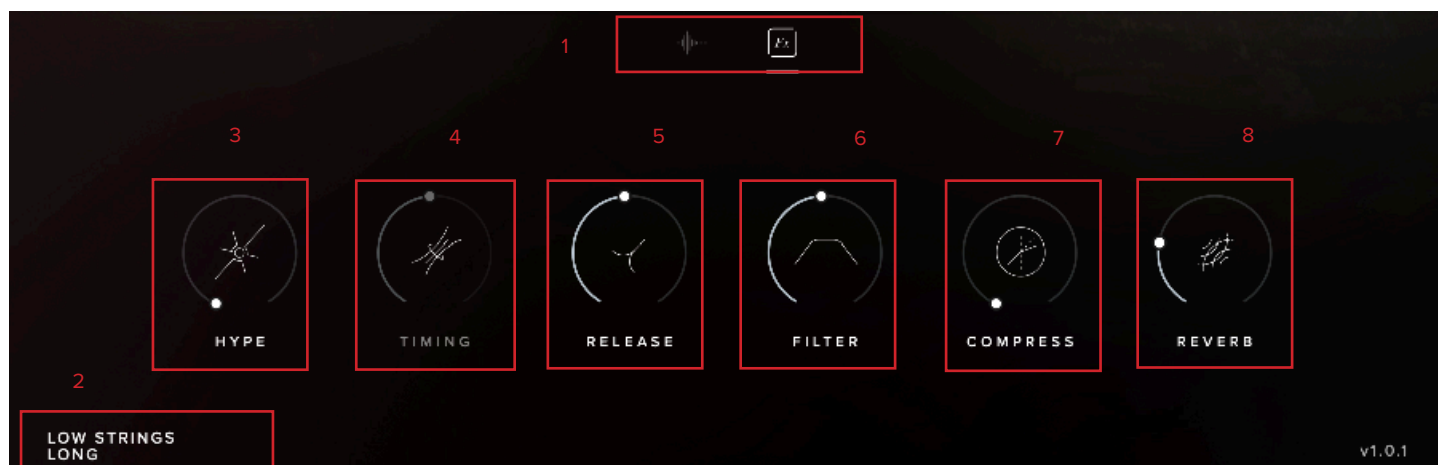 1
Fx
3
4
5
6
7
8
HYPE
TIMING
RELEASE
FILTER
COMPRESS
REVERB
2
LOW STRINGS
LONG
v1.0.1